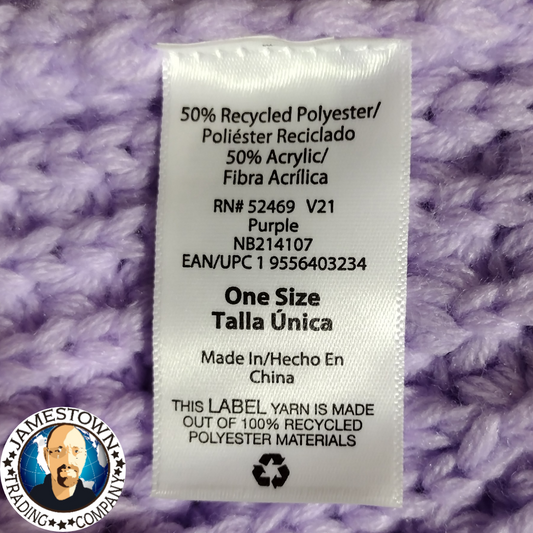 50% Recycled Polyester/
Poliéster Reciclado
50% Acrylic/
Fibra Acrílica
RN# 52469 V21
Purple
NB214107
EAN/UPC 1 9556403234
One Size
Talla Única
Made In/Hecho En
China
THIS LABEL YARN IS MADE
OUT OF 100% RECYCLED
POLYESTER MATERIALS
JAMESTOWN
TRADING
COMPANY